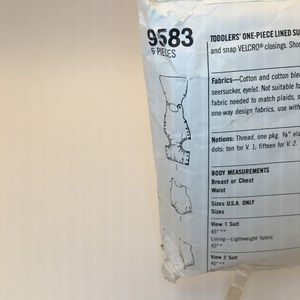 9583
6 PIECES
TODDLERS' ONE-PIECE LINED SU
and snap VELCRO® closings. Shor
Fabrics—Cotton and cotton ble
seersucker, eyelet. Not suitable fo
fabric needed to match plaids, s
one-way design fabrics, use with
Notions: Thread, one pkg. ⅜" elas
dots: ten for V. 1; fifteen for V. 2.
BODY MEASUREMENTS
Breast or Chest
Waist
Sizes U.S.A. ONLY
Sizes
View 1 Suit
45"**
Lining—Lightweight fabric
45"*
View 2 Suit